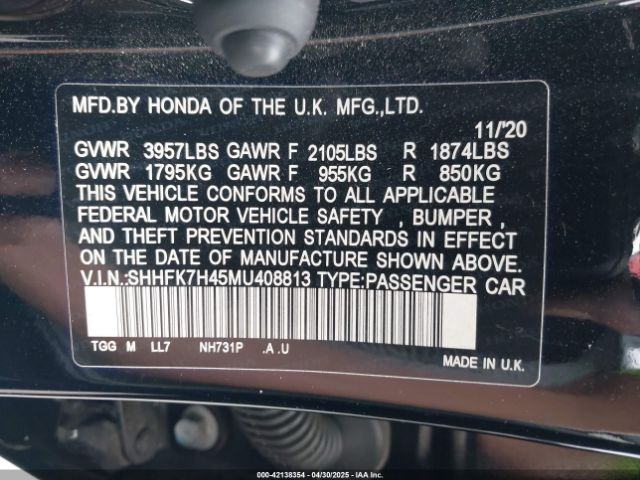 MFD.BY HONDA OF THE U.K. MFG.,LTD.
11/'20
GVWR 3957LBS GAWR F 2105LBS R 1874LBS
GVWR 1795KG GAWR F 955KG R 850KG
THIS VEHICLE CONFORMS TO ALL APPLICABLE
FEDERAL MOTOR VEHICLE SAFETY , BUMPER ,
AND THEFT PREVENTION STANDARDS IN EFFECT
ON THE DATE OF MANUFACTURE SHOWN ABOVE.
V.I.N.:SHHFK7H45MU408813 TYPE:PASSENGER CAR
TGG M LL7 NH731P .A.U
MADE IN U.K.
000-42138354 - 04/30/2025 - IAA, Inc.